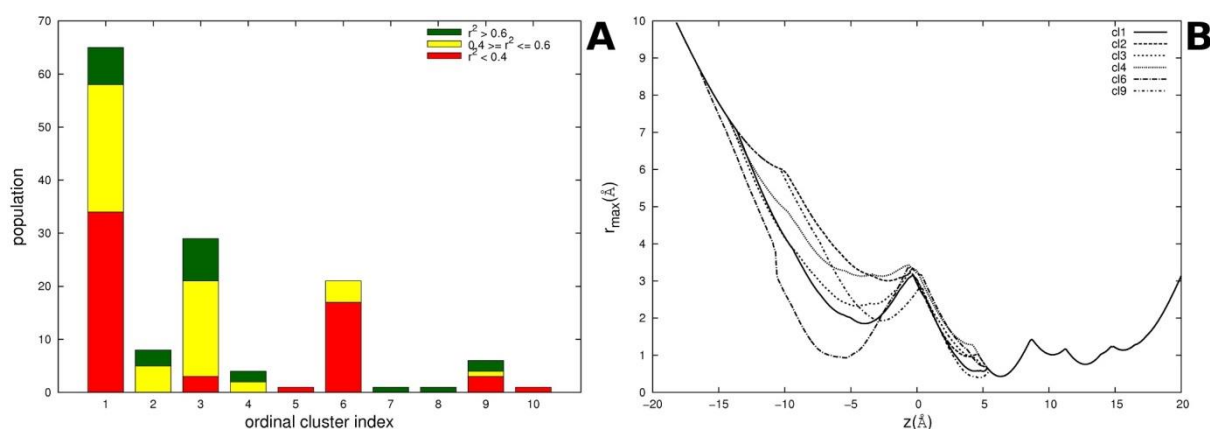 A
B
r² > 0.6
0.4 >= r² <= 0.6
r² < 0.4
population
70
60
50
40
30
20
10
0
1 2 3 4 5 6 7 8 9 10
ordinal cluster index
cl1
cl2
cl3
cl4
cl6
cl9
r_max(Å)
10
9
8
7
6
5
4
3
2
1
0
−20 −15 −10 −5 0 5 10 15 20
z(Å)